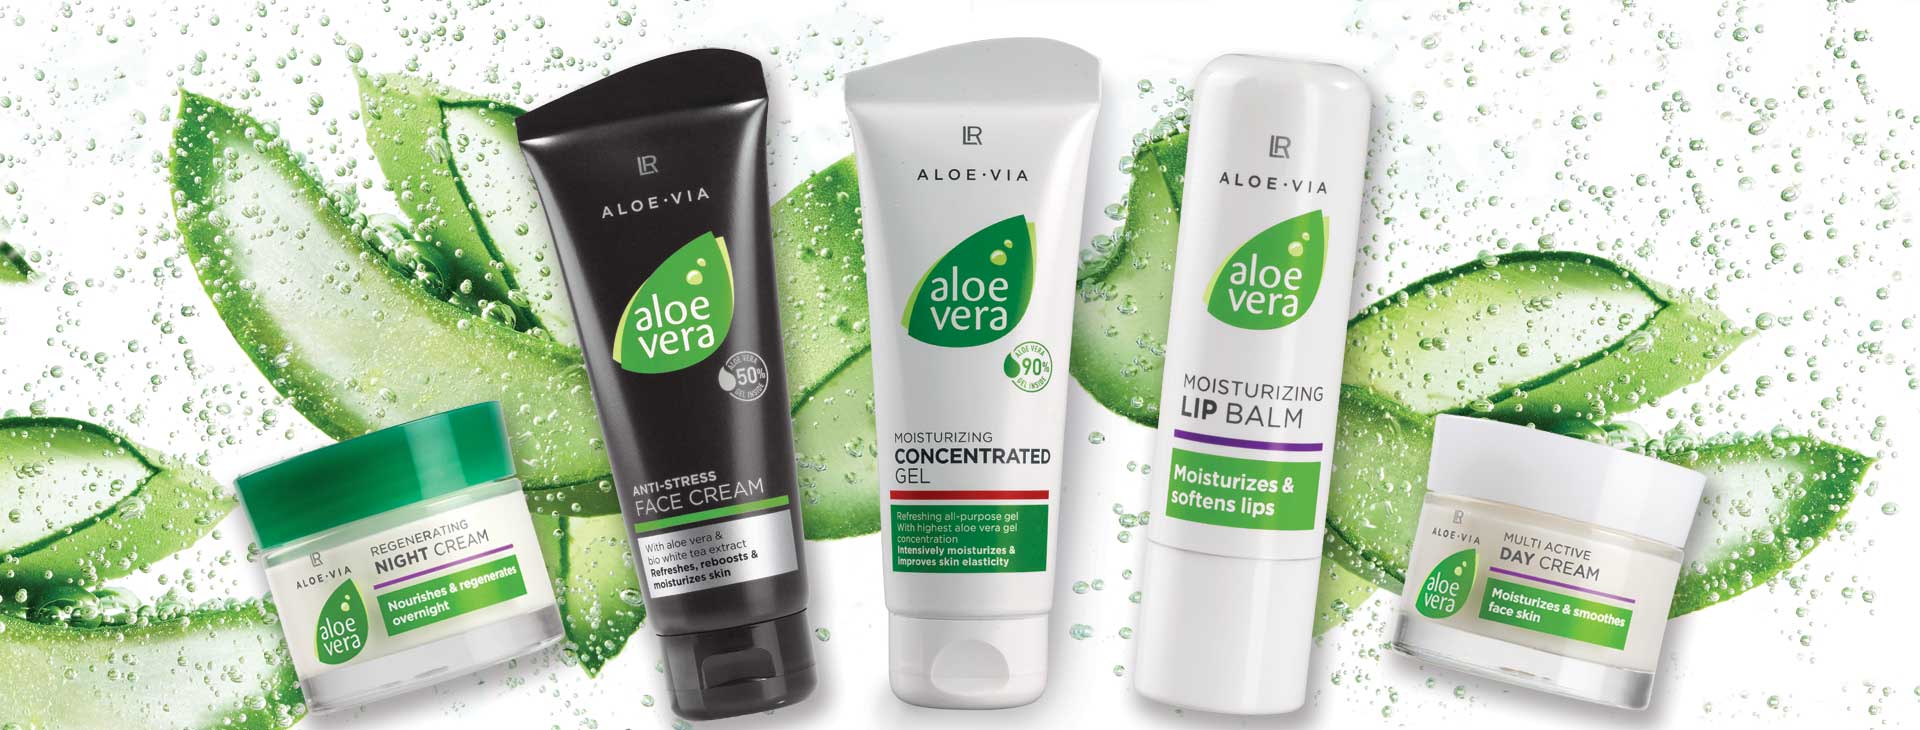 LR
ALOE·VIA
REGENERATING
NIGHT CREAM
Nourishes & regenerates
overnight
aloe
vera
LR
ALOE·VIA
aloe
vera
ALOE VERA
50%
GEL INSIDE
ANTI-STRESS
FACE CREAM
With aloe vera &
bio white tea extract
Refreshes, reboosts &
moisturizes skin
LR
ALOE·VIA
aloe
vera
ALOE VERA
90%
GEL INSIDE
MOISTURIZING
CONCENTRATED
GEL
Refreshing all-purpose gel
With highest aloe vera gel
concentration
Intensively moisturizes &
improves skin elasticity
LR
ALOE·VIA
aloe
vera
MOISTURIZING
LIP BALM
Moisturizes &
softens lips
LR
ALOE·VIA
MULTI ACTIVE
DAY CREAM
aloe
vera
Moisturizes & smoothes
face skin